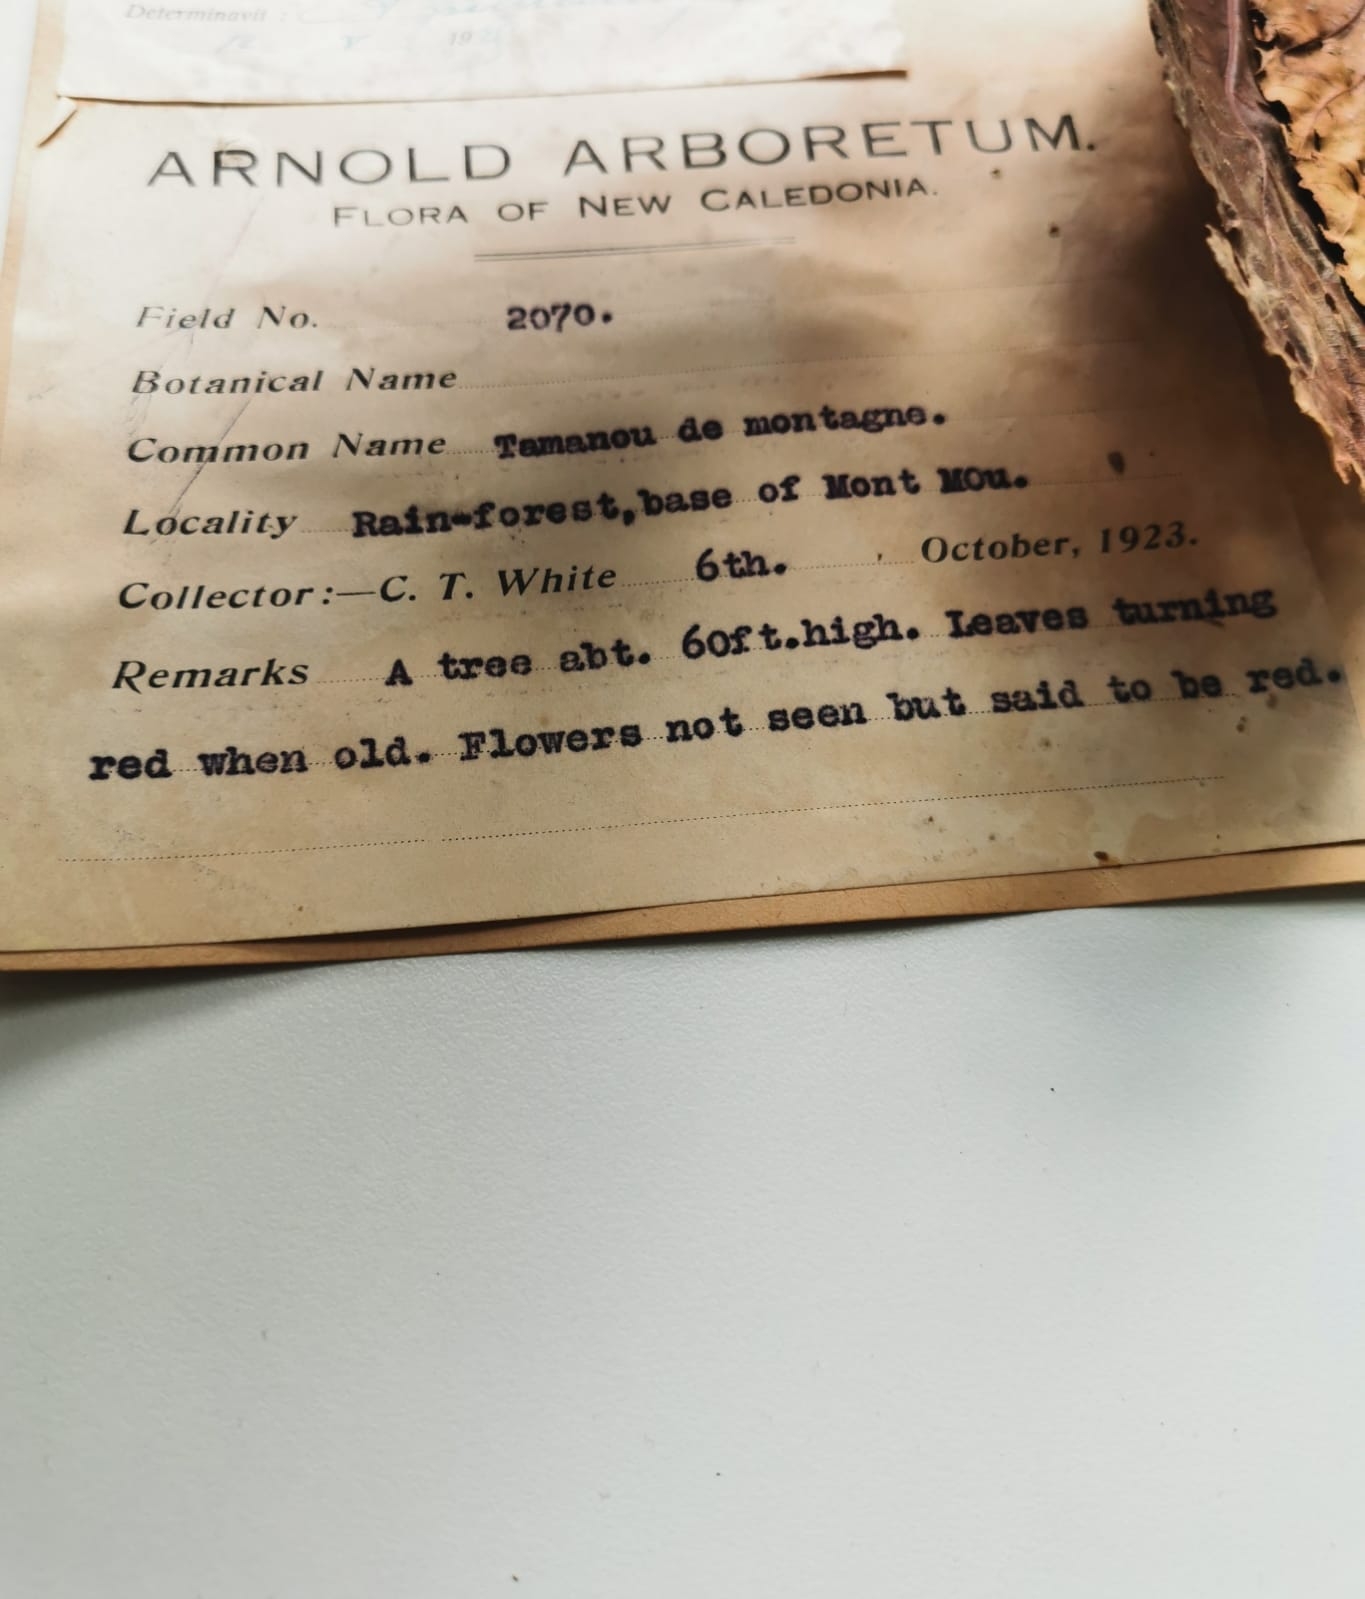 Determinavit :
19
ARNOLD ARBORETUM.
FLORA OF NEW CALEDONIA.
Field No. 2070.
Botanical Name
Common Name Tamanou de montagne.
Locality Rain-forest, base of Mont MOu.
Collector:—C. T. White 6th. October, 1923.
Remarks A tree abt. 60ft.high. Leaves turning
red when old. Flowers not seen but said to be red.